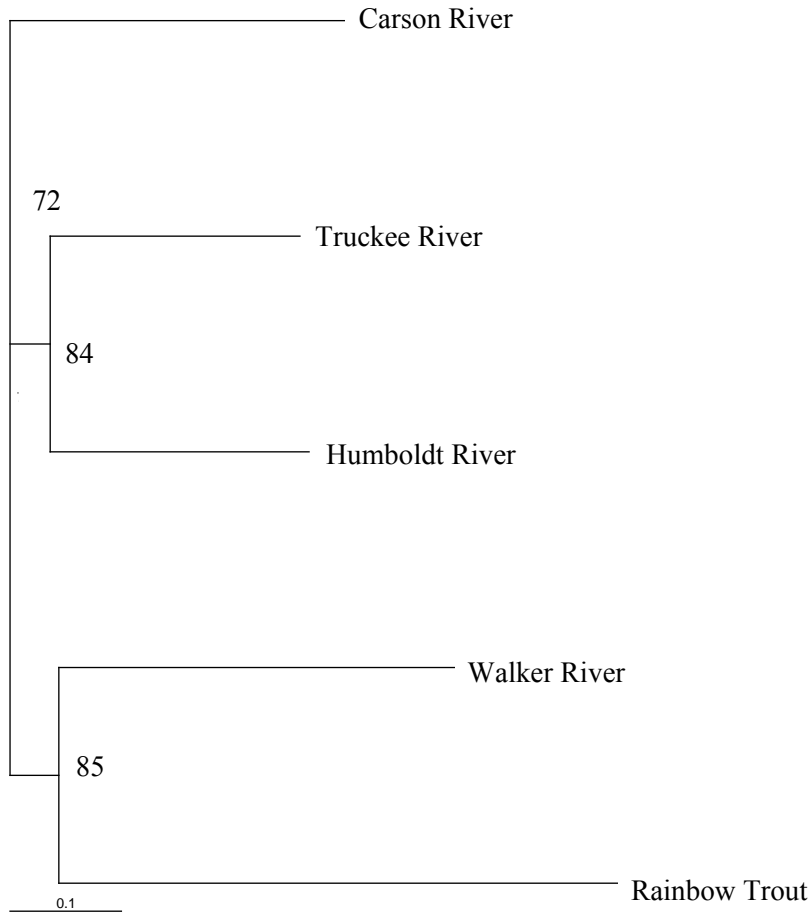 Carson River
72
Truckee River
84
Humboldt River
Walker River
85
Rainbow Trout
0.1